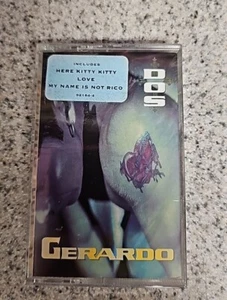 INCLUDES
HERE KITTY KITTY
LOVE
MY NAME IS NOT RICO
DOS
GERARDO